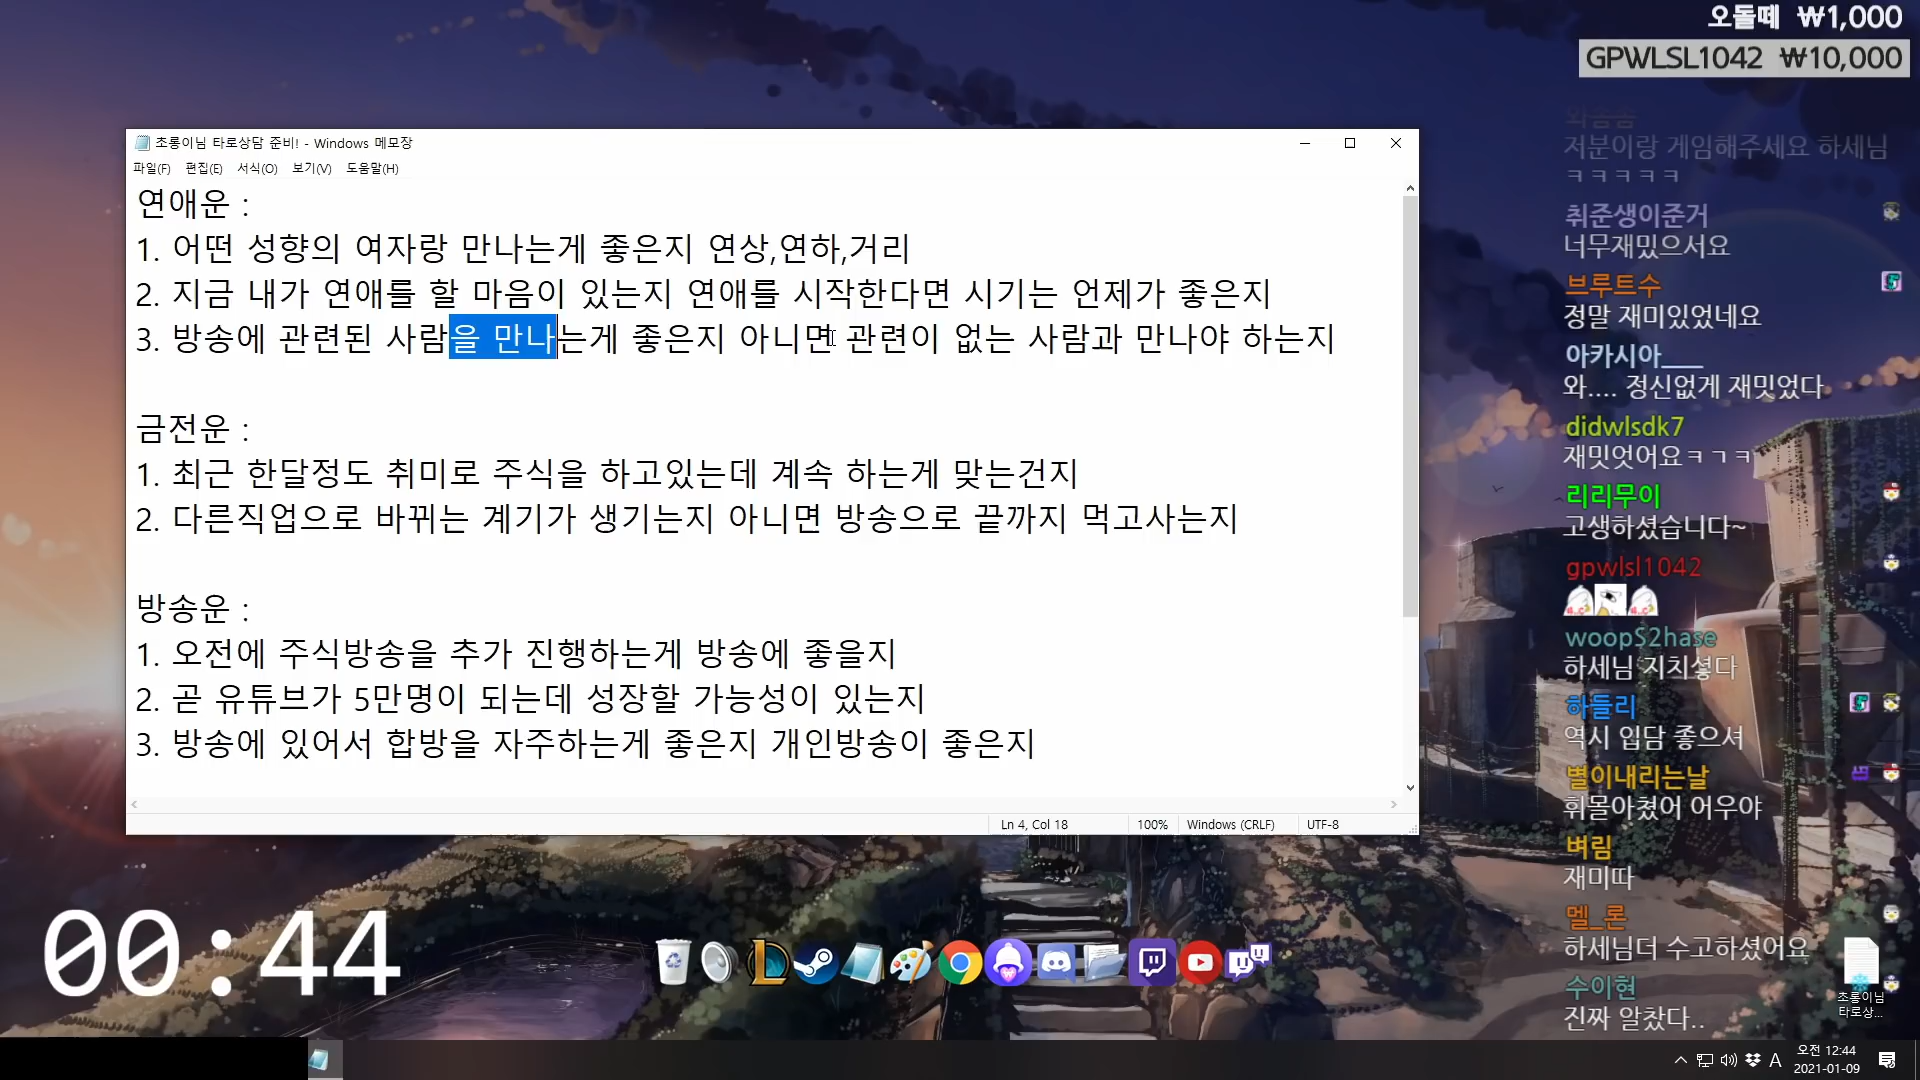 오돌떼 ₩1,000
GPWLSL1042 ₩10,000
초롱이님 타로상담 준비! - Windows 메모장
파일(F) 편집(E) 서식(O) 보기(V) 도움말(H)
연애운 :
1. 어떤 성향의 여자랑 만나는게 좋은지 연상,연하,거리
2. 지금 내가 연애를 할 마음이 있는지 연애를 시작한다면 시기는 언제가 좋은지
3. 방송에 관련된 사람을 만나는게 좋은지 아니면 관련이 없는 사람과 만나야 하는지
금전운 :
1. 최근 한달정도 취미로 주식을 하고있는데 계속 하는게 맞는건지
2. 다른직업으로 바뀌는 계기가 생기는지 아니면 방송으로 끝까지 먹고사는지
방송운 :
1. 오전에 주식방송을 추가 진행하는게 방송에 좋을지
2. 곧 유튜브가 5만명이 되는데 성장할 가능성이 있는지
3. 방송에 있어서 합방을 자주하는게 좋은지 개인방송이 좋은지
Ln 4, Col 18
100%
Windows (CRLF)
UTF-8
저분이랑 게임해주세요 하세님
ㅋㅋㅋㅋㅋ
취준생이준거
너무재밌으서요
브루트수
정말 재미있었네요
아카시아___
와.... 정신없게 재밋었다
didwlsdk7
재밋엇어요ㅋㄱㅋ
리리무이
고생하셨습니다~
gpwlsl1042
woopS2hase
하세님 지치셯다
하들리
역시 입담 좋으셔
별이내리는날
휘몰아쳤어 어우야
벼림
재미따
멜_론
하세님더 수고하셨어요
수이현
진짜 알찼다..
초롱이님
타로상...
00:44
A
오전 12:44
2021-01-09